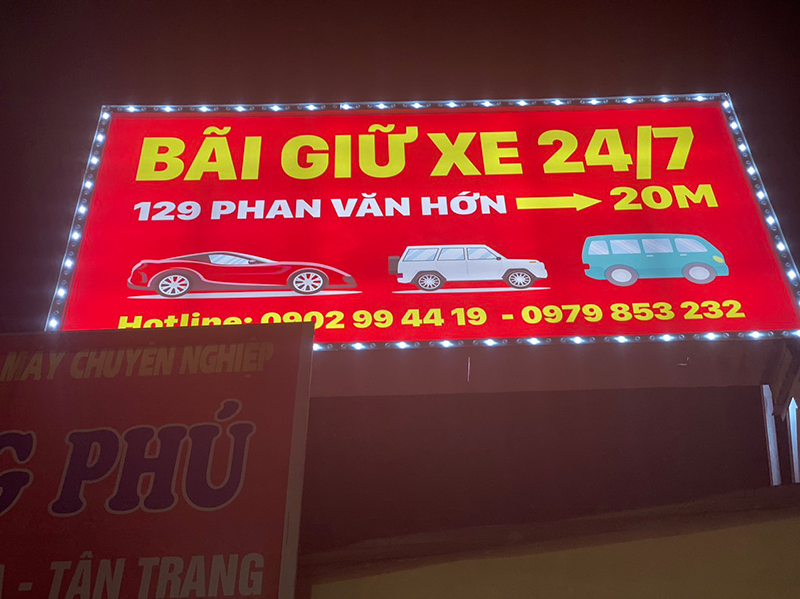 BÃI GIỮ XE 24/7
129 PHAN VĂN HỚN 20M
Hotline: 0902 99 44 19 - 0979 853 232
MÁY CHUYÊN NGHIỆP
PHÚ
- TÂN TRANG